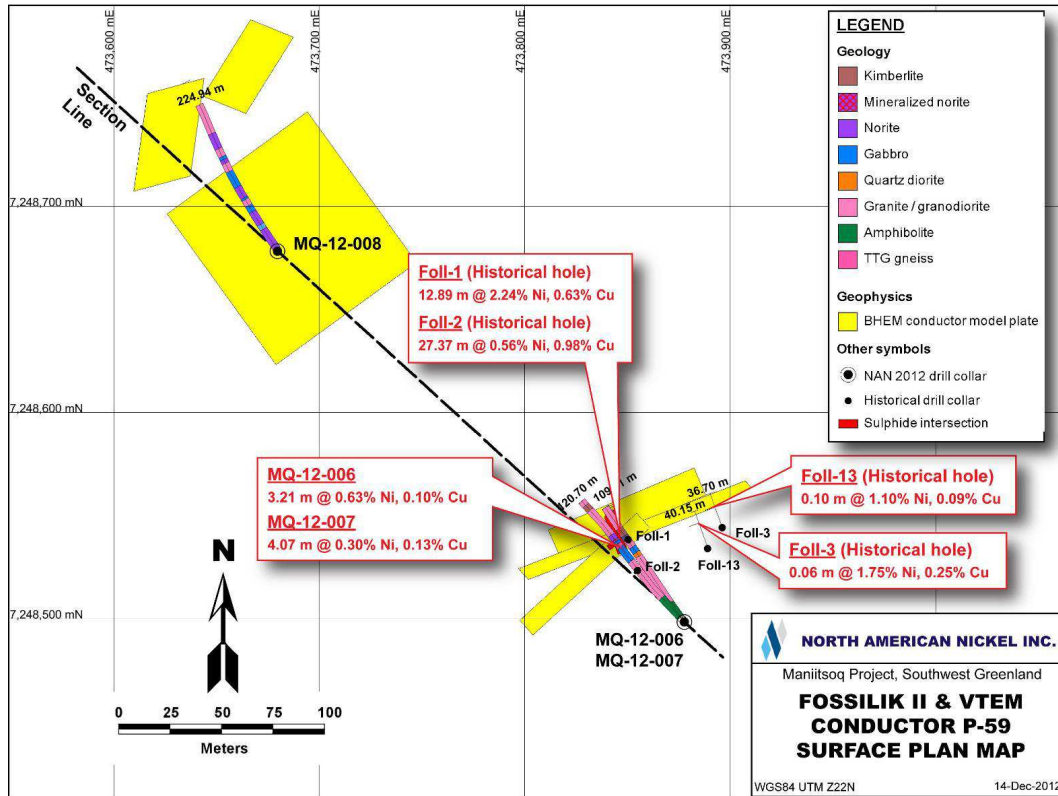 473,600 mE
473,700 mE
473,800 mE
473,900 mE
7,248,700 mN
7,248,600 mN
7,248,500 mN
Section
Line
224.94 m
MQ-12-008
Foll-1 (Historical hole)
12.89 m @ 2.24% Ni, 0.63% Cu
Foll-2 (Historical hole)
27.37 m @ 0.56% Ni, 0.98% Cu
MQ-12-006
3.21 m @ 0.63% Ni, 0.10% Cu
MQ-12-007
4.07 m @ 0.30% Ni, 0.13% Cu
120.70 m
36.70 m
40.15 m
Foll-1
Foll-2
Foll-3
Foll-13
Foll-13 (Historical hole)
0.10 m @ 1.10% Ni, 0.09% Cu
Foll-3 (Historical hole)
0.06 m @ 1.75% Ni, 0.25% Cu
MQ-12-006
MQ-12-007
N
0 25 50 75 100
Meters
LEGEND
Geology
Kimberlite
Mineralized norite
Norite
Gabbro
Quartz diorite
Granite / granodiorite
Amphibolite
TTG gneiss
Geophysics
BHEM conductor model plate
Other symbols
NAN 2012 drill collar
Historical drill collar
Sulphide intersection
NORTH AMERICAN NICKEL INC.
Maniitsoq Project, Southwest Greenland
FOSSILIK II & VTEM
CONDUCTOR P-59
SURFACE PLAN MAP
WGS84 UTM Z22N 14-Dec-2012